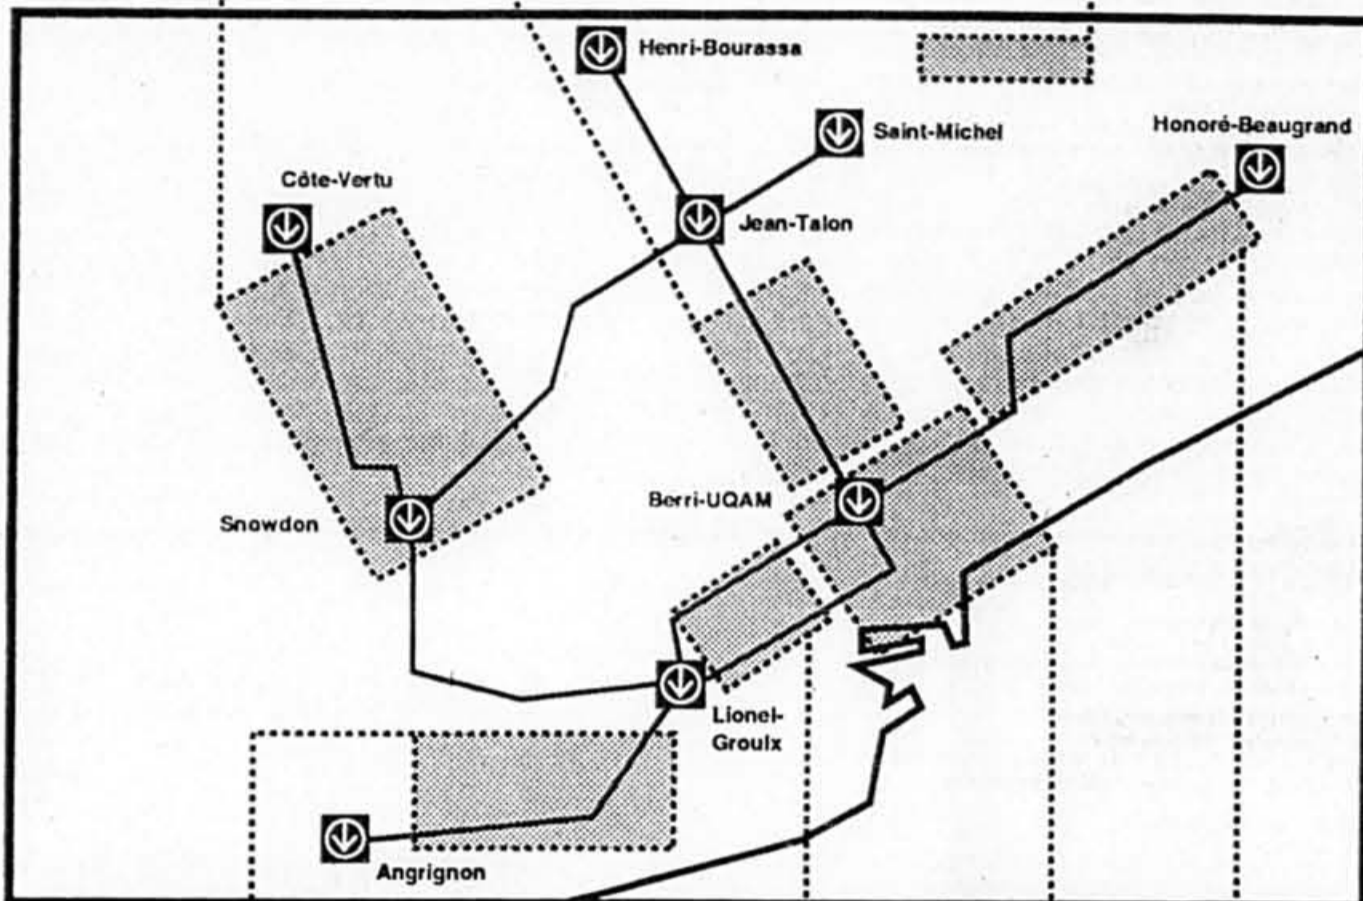 Henri-Bourassa
Saint-Michel
Honoré-Beaugrand
Côte-Vertu
Jean-Talon
Berri-UQAM
Snowdon
Lionel-
Groulx
Angrignon